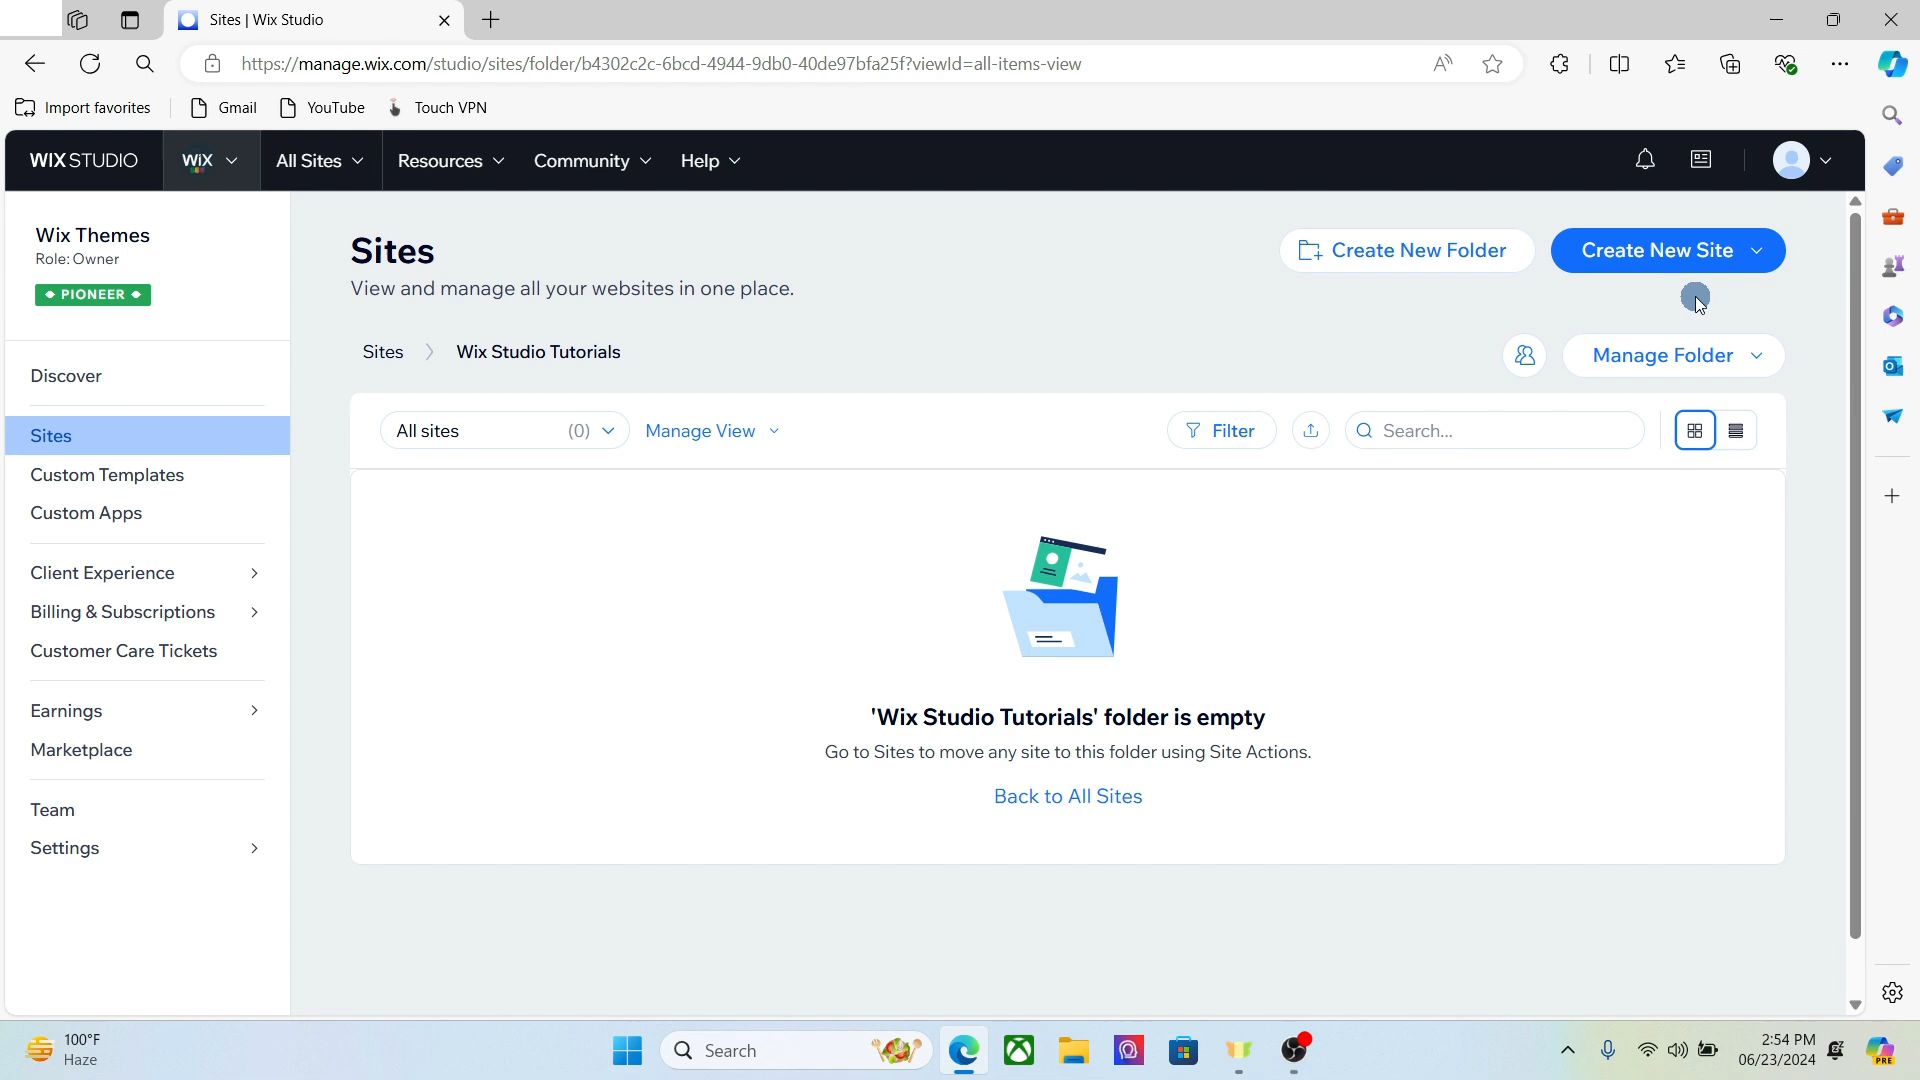 Sites | Wix Studio
https://manage.wix.com/studio/sites/folder/b4302c2c-6bcd-4944-9db0-40de97bfa25f?viewId=all-items-view
Import favorites Gmail YouTube Touch VPN
WIX STUDIO WiX All Sites Resources Community Help
Wix Themes
Role: Owner
PIONEER
Discover
Sites
Custom Templates
Custom Apps
Client Experience
Billing & Subscriptions
Customer Care Tickets
Earnings
Marketplace
Team
Settings
Sites
View and manage all your websites in one place.
Create New Folder Create New Site
Sites Wix Studio Tutorials
Manage Folder
All sites (0) Manage View Filter Search...
'Wix Studio Tutorials' folder is empty
Go to Sites to move any site to this folder using Site Actions.
Back to All Sites
100°F
Haze
Search
2:54 PM
06/23/2024
PRE